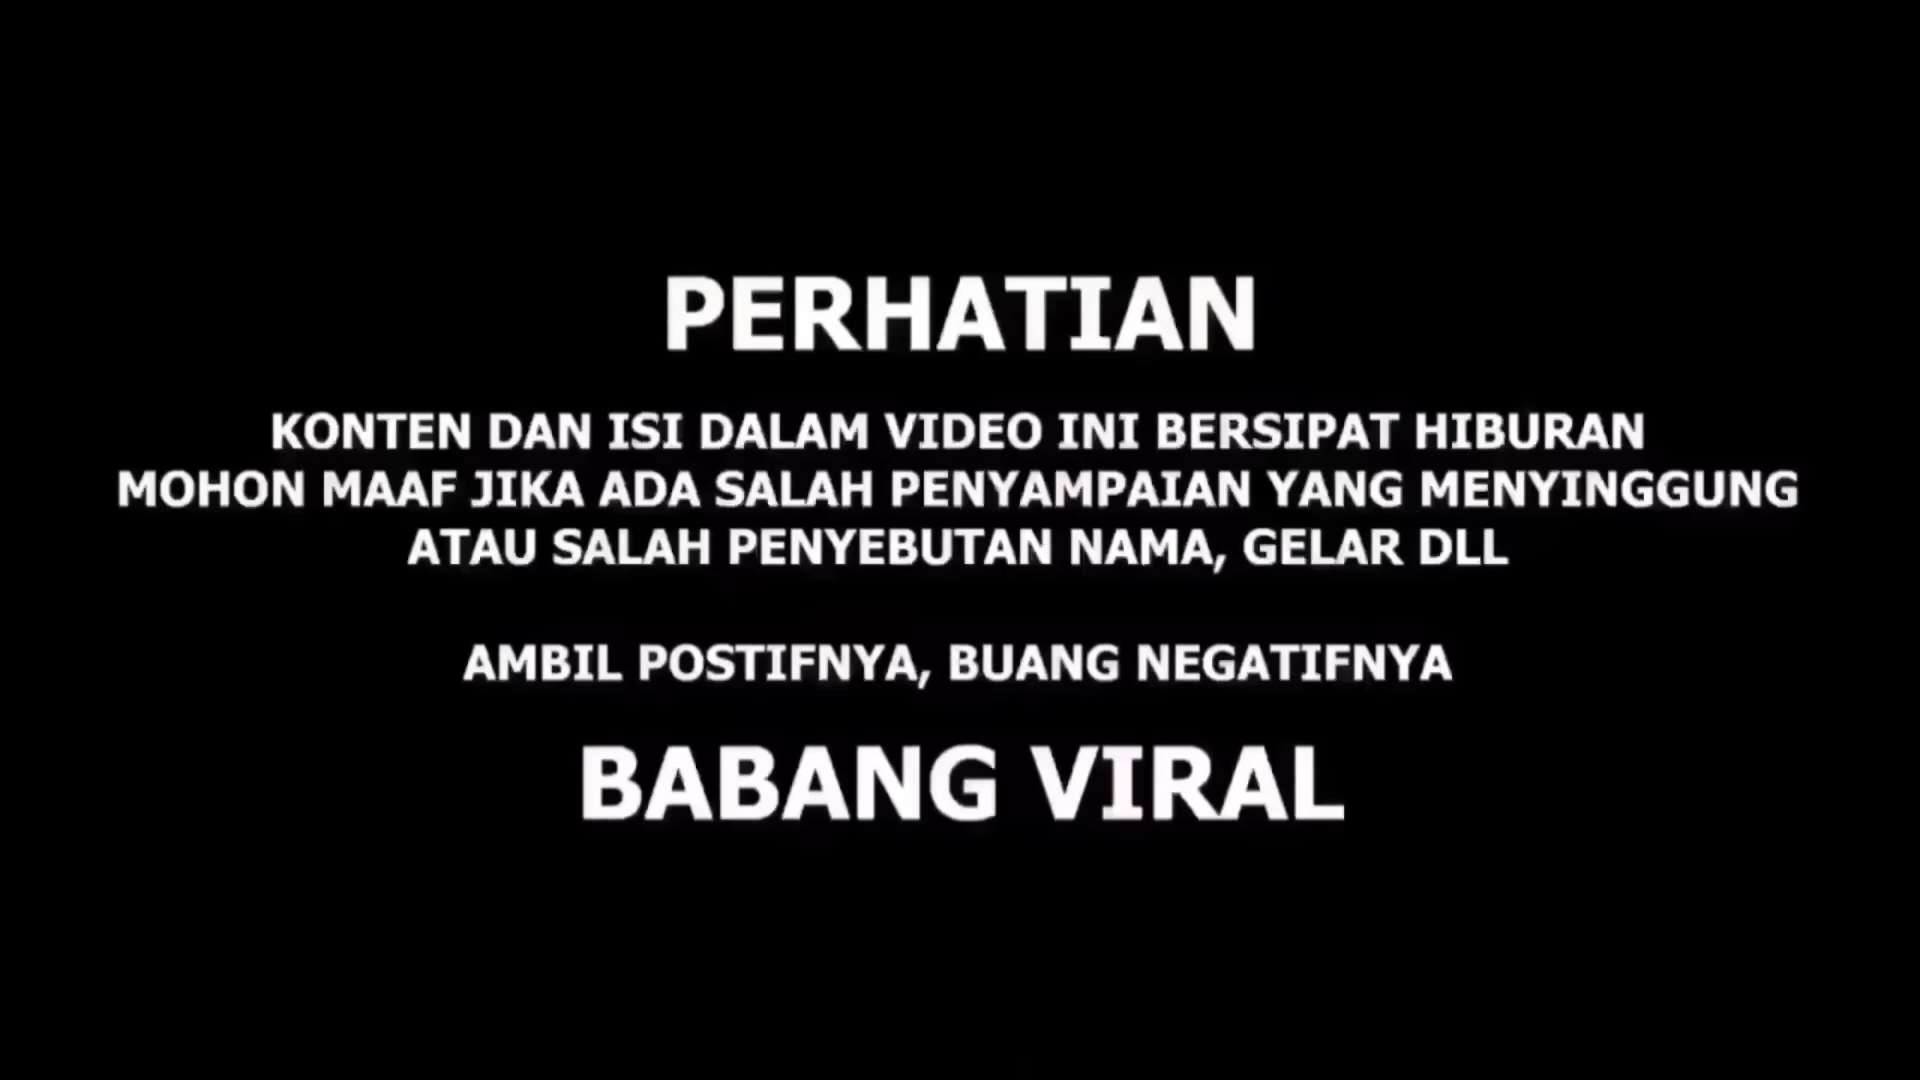 PERHATIAN
KONTEN DAN ISI DALAM VIDEO INI BERSIPAT HIBURAN
MOHON MAAF JIKA ADA SALAH PENYAMPAIAN YANG MENYINGGUNG
ATAU SALAH PENYEBUTAN NAMA, GELAR DLL
AMBIL POSTIFNYA, BUANG NEGATIFNYA
BABANG VIRAL